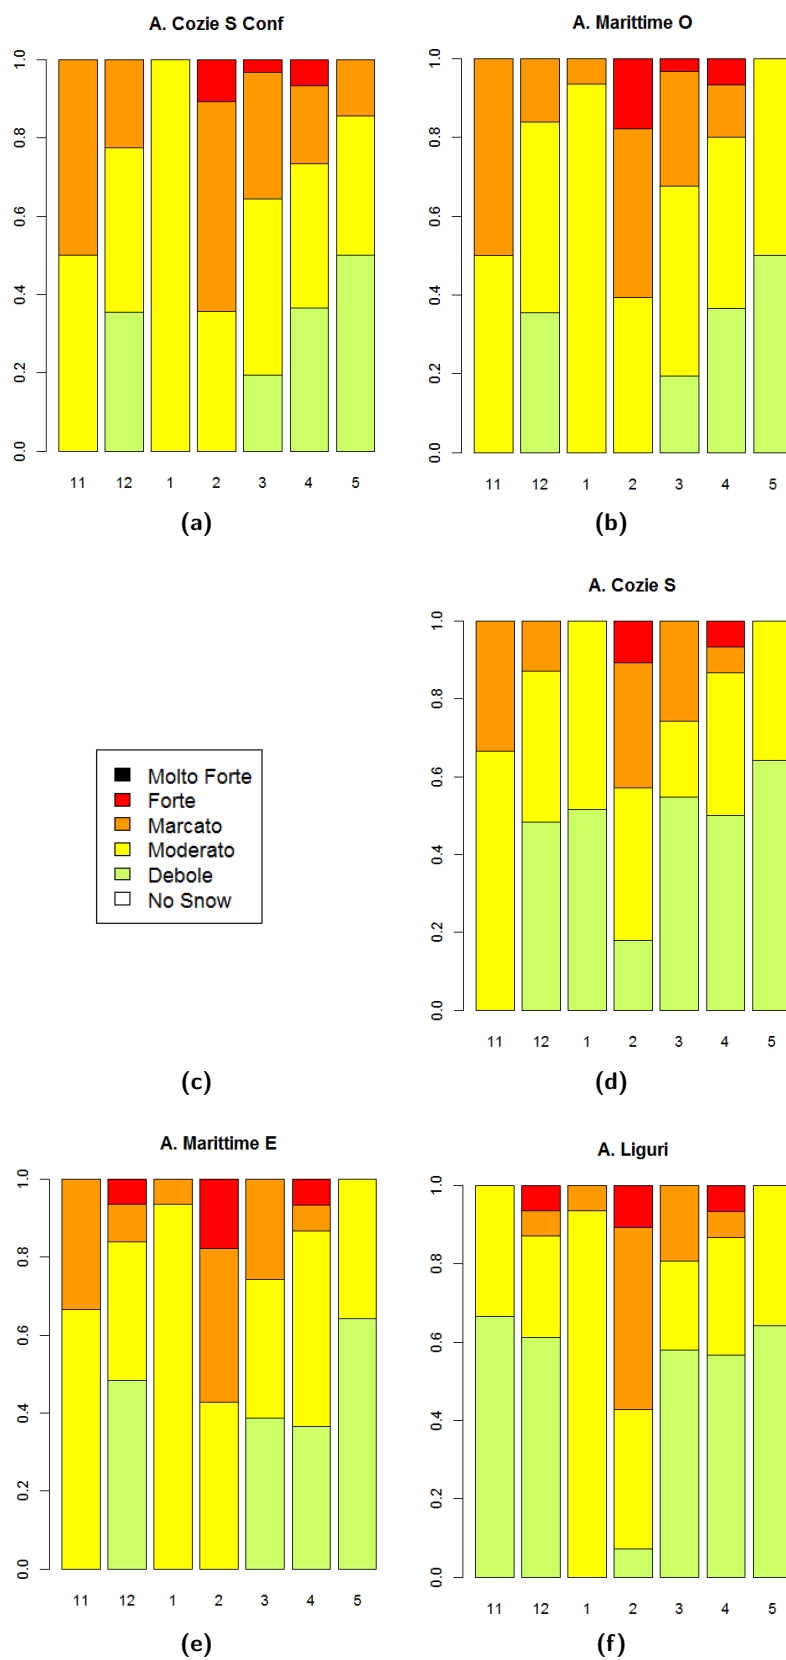 A. Cozie S Conf
1.0
0.8
0.6
0.4
0.2
0.0
11 12 1 2 3 4 5
(a)
A. Marittime O
1.0
0.8
0.6
0.4
0.2
0.0
11 12 1 2 3 4 5
(b)
Molto Forte
Forte
Marcato
Moderato
Debole
No Snow
(c)
A. Cozie S
1.0
0.8
0.6
0.4
0.2
0.0
11 12 1 2 3 4 5
(d)
A. Marittime E
1.0
0.8
0.6
0.4
0.2
0.0
11 12 1 2 3 4 5
(e)
A. Liguri
1.0
0.8
0.6
0.4
0.2
0.0
11 12 1 2 3 4 5
(f)